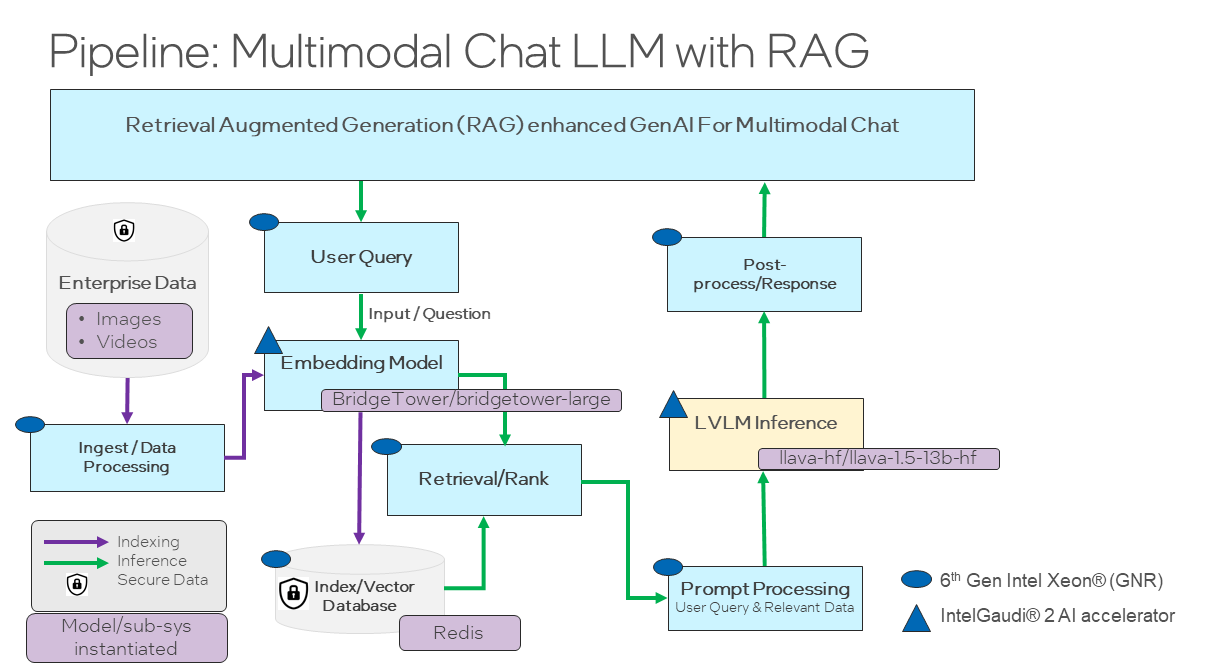 Pipeline: Multimodal Chat LLM with RAG
Retrieval Augmented Generation (RAG) enhanced GenAI For Multimodal Chat
Enterprise Data
• Images
• Videos
User Query
Input / Question
Embedding Model
BridgeTower/bridgetower-large
Ingest / Data
Processing
Retrieval/Rank
Index/Vector
Database
Redis
Post-
process/Response
LVLM Inference
llava-hf/llava-1.5-13b-hf
Prompt Processing
User Query & Relevant Data
Indexing
Inference
Secure Data
Model/sub-sys
instantiated
6th Gen Intel Xeon® (GNR)
IntelGaudi® 2 AI accelerator